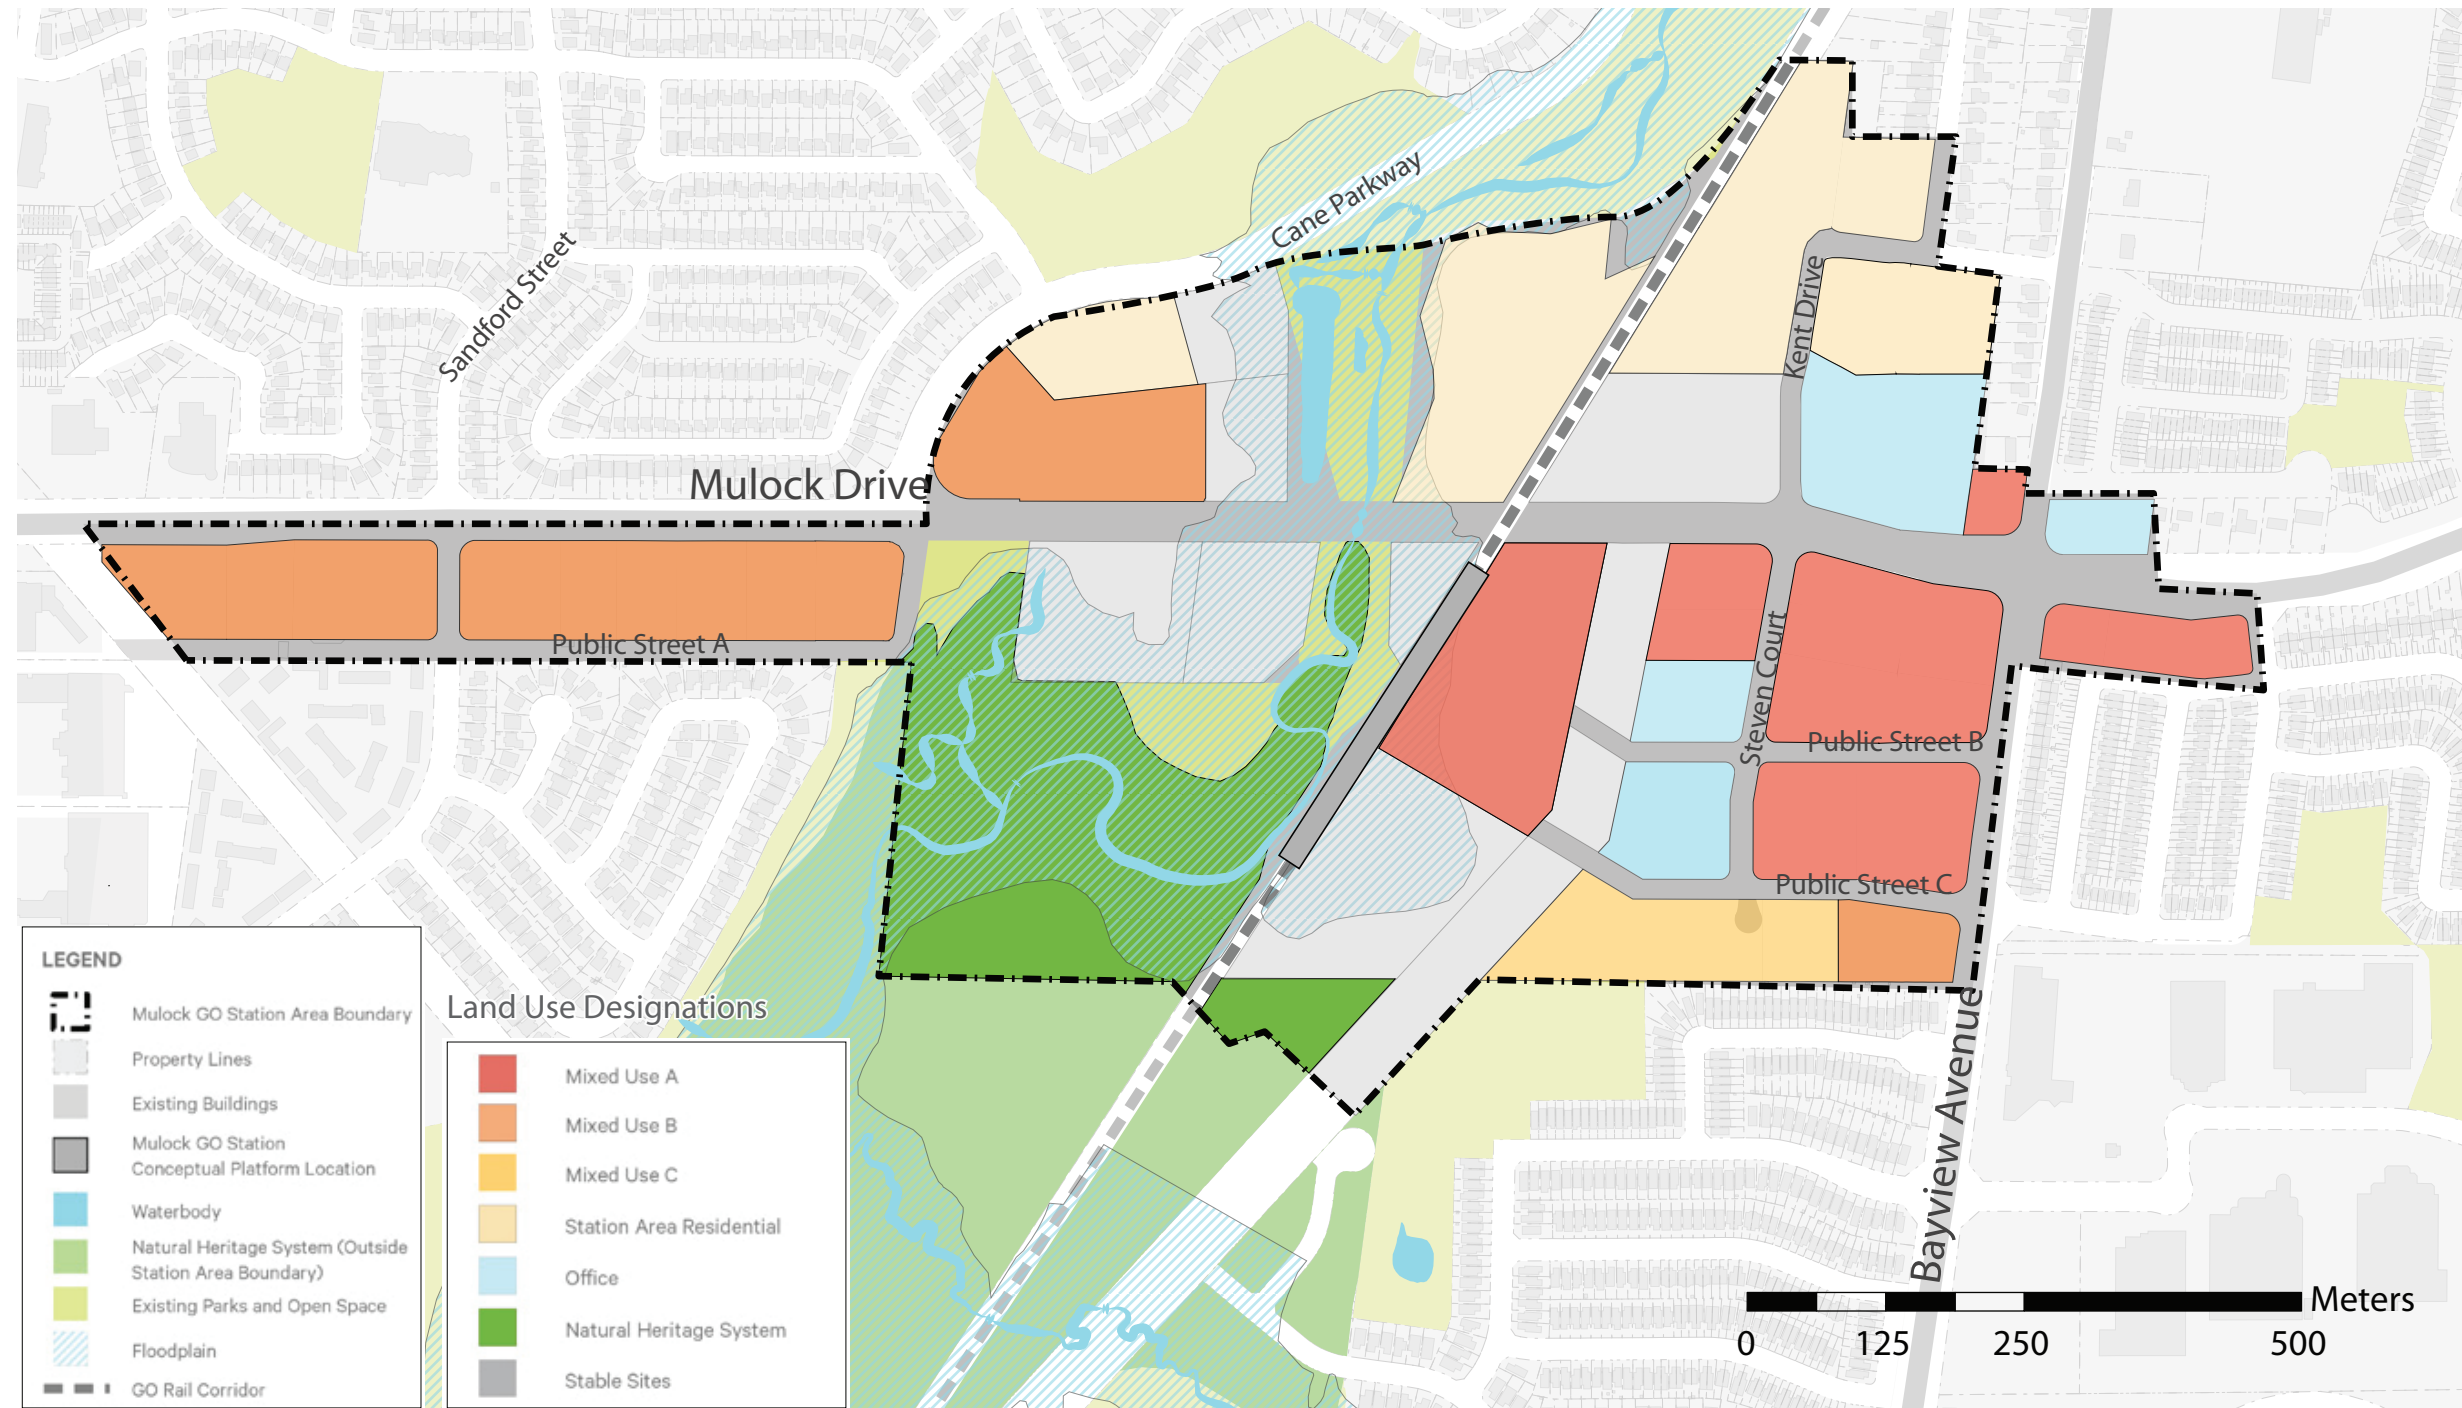 Cane Parkway
Sandford Street
Kent Drive
Mulock Drive
Public Street A
Steven Court
Public Street B
Public Street C
Bayview Avenue
LEGEND
Mulock GO Station Area Boundary
Property Lines
Existing Buildings
Mulock GO Station
Conceptual Platform Location
Waterbody
Natural Heritage System (Outside
Station Area Boundary)
Existing Parks and Open Space
Floodplain
GO Rail Corridor
Land Use Designations
Mixed Use A
Mixed Use B
Mixed Use C
Station Area Residential
Office
Natural Heritage System
Stable Sites
Meters
0 125 250 500